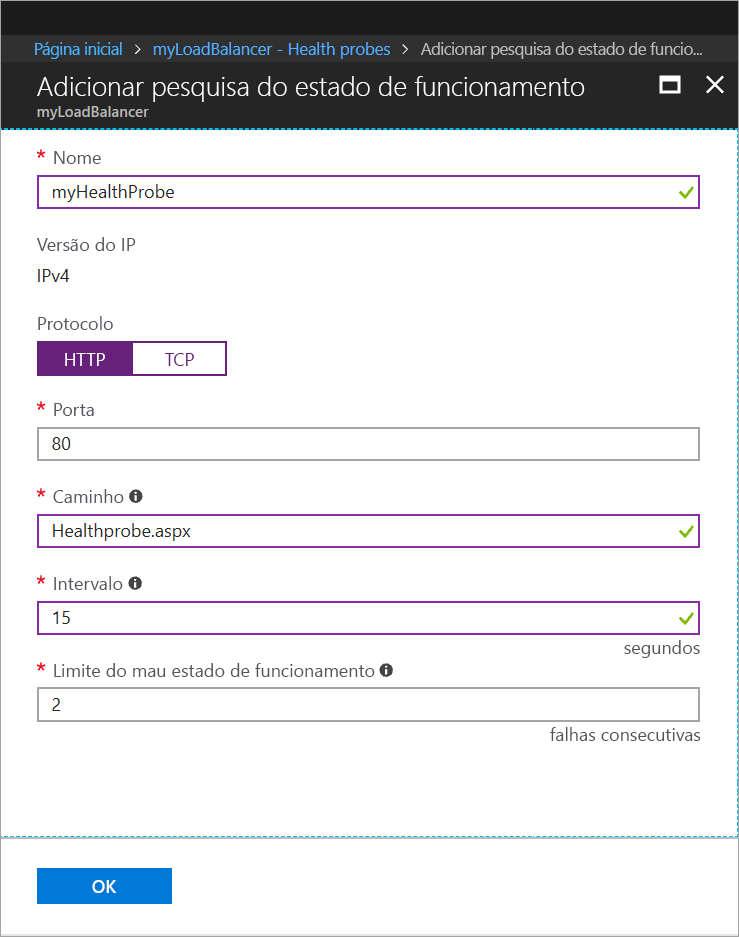 Página inicial > myLoadBalancer - Health probes > Adicionar pesquisa do estado de funcio...
Adicionar pesquisa do estado de funcionamento
myLoadBalancer
* Nome
myHealthProbe
Versão do IP
IPv4
Protocolo
HTTP TCP
* Porta
80
* Caminho
Healthprobe.aspx
* Intervalo
15
segundos
* Limite do mau estado de funcionamento
2
falhas consecutivas
OK